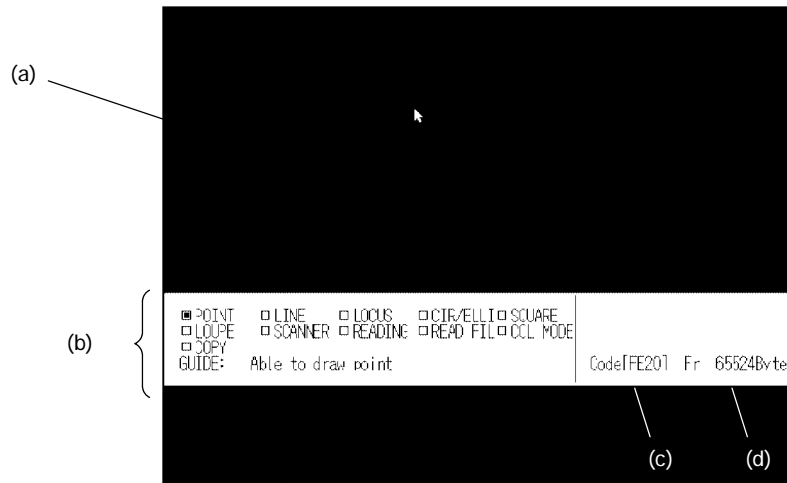 (a)
(b)
POINT LINE LOCUS CIR/ELLI SQUARE
LOUPE SCANNER READING READ FIL CCL MODE
COPY
GUIDE: Able to draw point
Code[FE20] Fr 65524Byte
(c) (d)